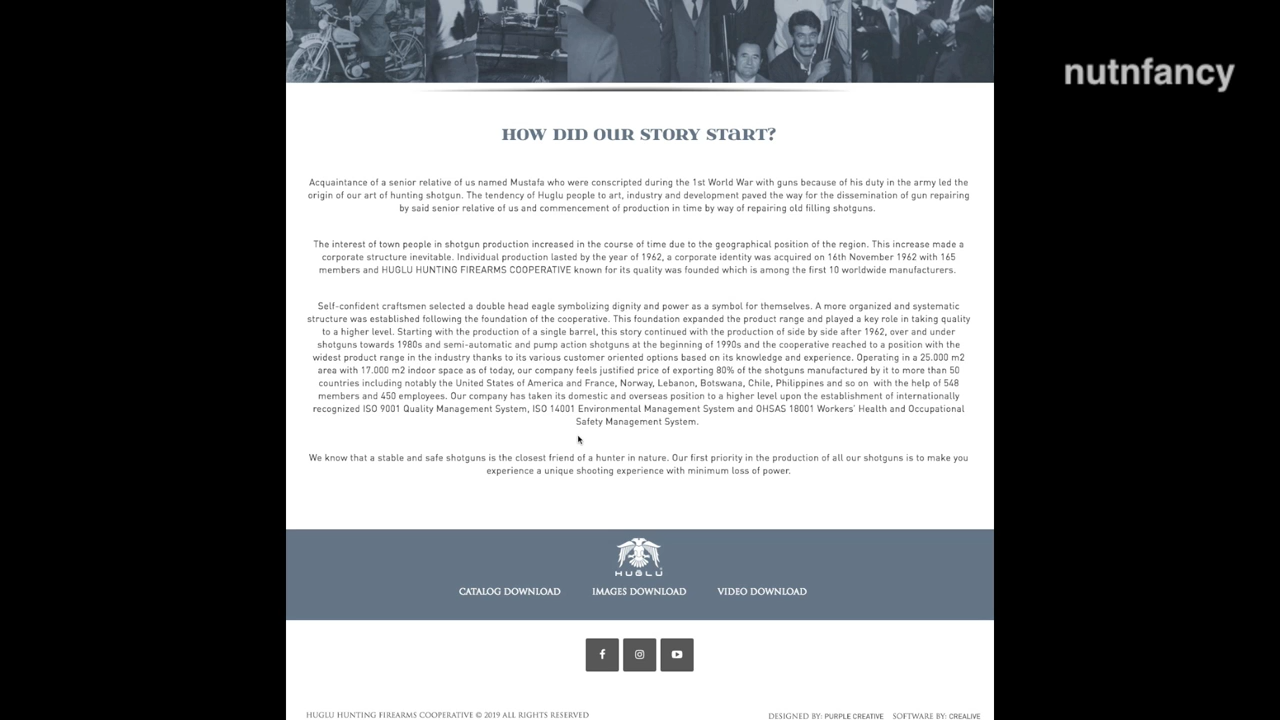 nutnfancy
HOW DID OUR STORY START?
Acquaintance of a senior relative of us named Mustafa who were conscripted during the 1st World War with guns because of his duty in the army led the
origin of our art of hunting shotgun. The tendency of Huglu people to art, industry and development paved the way for the dissemination of gun repairing
by said senior relative of us and commencement of production in time by way of repairing old filling shotguns.
The interest of town people in shotgun production increased in the course of time due to the geographical position of the region. This increase made a
corporate structure inevitable. Individual production lasted by the year of 1962, a corporate identity was acquired on 16th November 1962 with 165
members and HUGLU HUNTING FIREARMS COOPERATIVE known for its quality was founded which is among the first 10 worldwide manufacturers.
Self-confident craftsmen selected a double head eagle symbolizing dignity and power as a symbol for themselves. A more organized and systematic
structure was established following the foundation of the cooperative. This foundation expanded the product range and played a key role in taking quality
to a higher level. Starting with the production of a single barrel, this story continued with the production of side by side after 1962, over and under
shotguns towards 1980s and semi-automatic and pump action shotguns at the beginning of 1990s and the cooperative reached to a position with the
widest product range in the industry thanks to its various customer oriented options based on its knowledge and experience. Operating in a 25.000 m2
area with 17.000 m2 indoor space as of today, our company feels justified price of exporting 80% of the shotguns manufactured by it to more than 50
countries including notably the United States of America and France, Norway, Lebanon, Botswana, Chile, Philippines and so on with the help of 548
members and 450 employees. Our company has taken its domestic and overseas position to a higher level upon the establishment of internationally
recognized ISO 9001 Quality Management System, ISO 14001 Environmental Management System and OHSAS 18001 Workers' Health and Occupational
Safety Management System.
We know that a stable and safe shotguns is the closest friend of a hunter in nature. Our first priority in the production of all our shotguns is to make you
experience a unique shooting experience with minimum loss of power.
HUĞLU
CATALOG DOWNLOAD IMAGES DOWNLOAD VIDEO DOWNLOAD
HUGLU HUNTING FIREARMS COOPERATIVE © 2019 ALL RIGHTS RESERVED DESIGNED BY: PURPLE CREATIVE SOFTWARE BY: CREALIVE